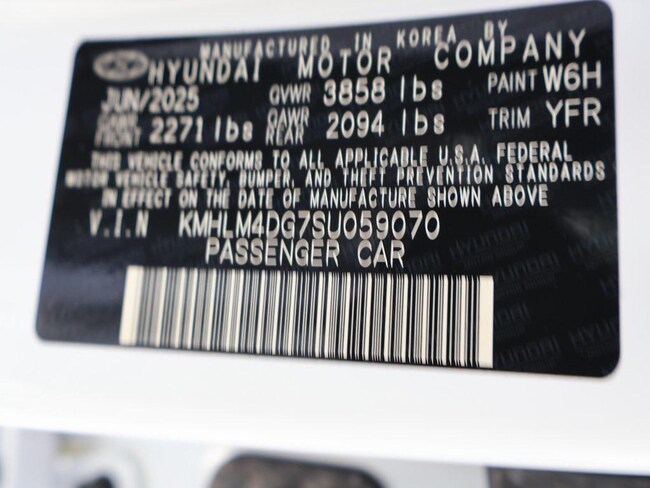 MANUFACTURED IN KOREA BY
HYUNDAI MOTOR COMPANY
JUN/2025 GVWR 3858 lbs PAINT W6H
GAWR FRONT 2271 lbs GAWR REAR 2094 lbs TRIM YFR
THIS VEHICLE CONFORMS TO ALL APPLICABLE U.S.A. FEDERAL
MOTOR VEHICLE SAFETY, BUMPER, AND THEFT PREVENTION STANDARDS
IN EFFECT ON THE DATE OF MANUFACTURE SHOWN ABOVE
V.I.N KMHLM4DG7SU059070
PASSENGER CAR